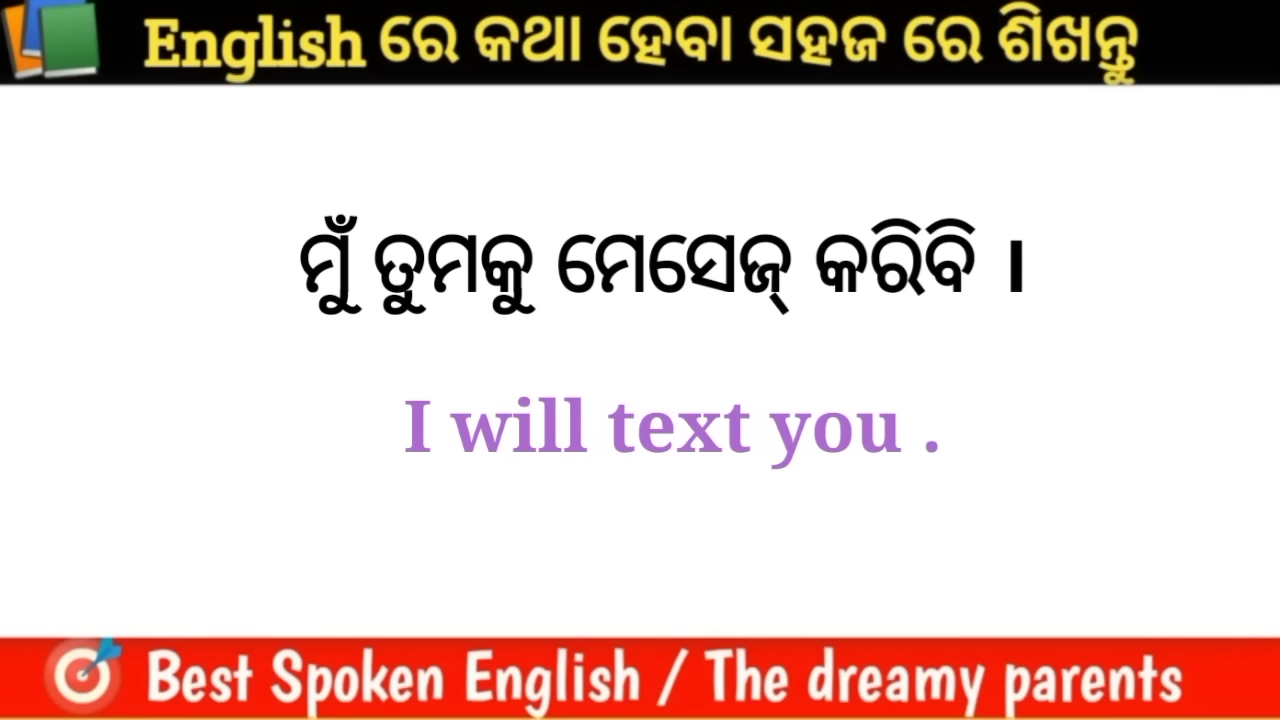 English ରେ କଥା ହେବା ସହଜ ରେ ଶିଖନ୍ତୁ
ମୁଁ ତୁମକୁ ମେସେଜ୍ କରିବି ।
I will text you .
Best Spoken English / The dreamy parents